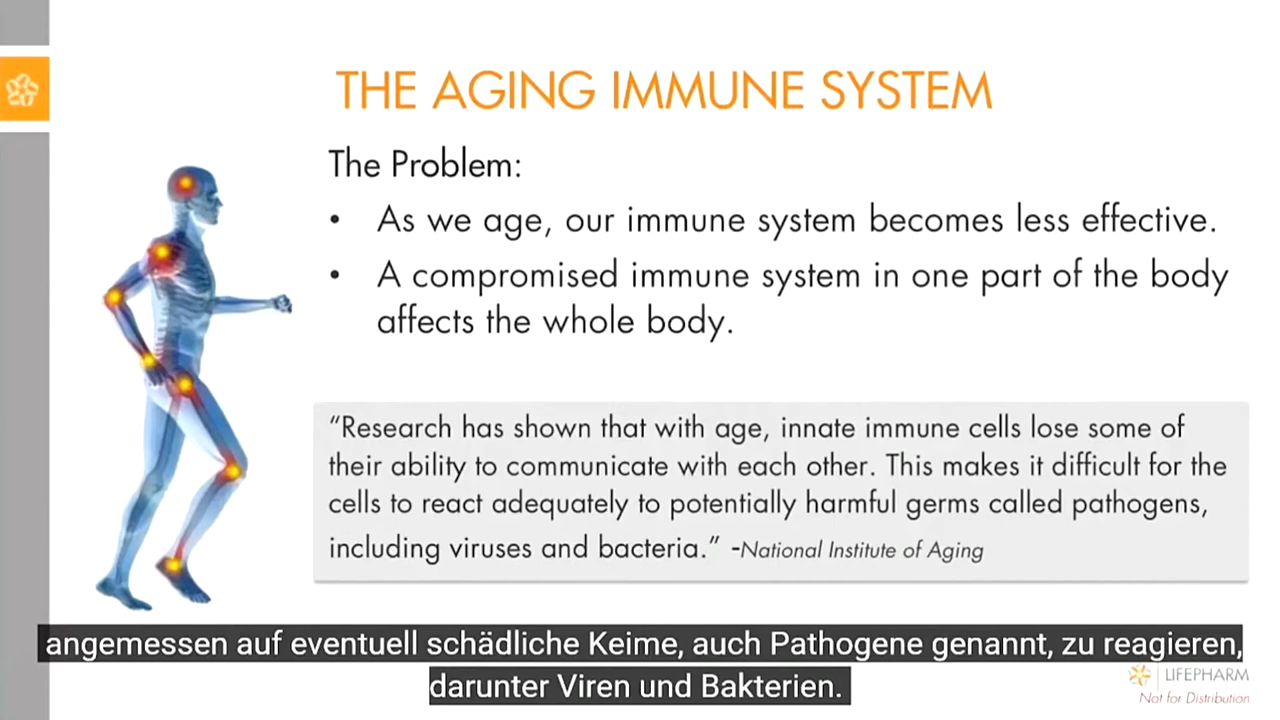 THE AGING IMMUNE SYSTEM
The Problem:
• As we age, our immune system becomes less effective.
• A compromised immune system in one part of the body
affects the whole body.
“Research has shown that with age, innate immune cells lose some of
their ability to communicate with each other. This makes it difficult for the
cells to react adequately to potentially harmful germs called pathogens,
including viruses and bacteria.” -National Institute of Aging
angemessen auf eventuell schädliche Keime, auch Pathogene genannt, zu reagieren,
darunter Viren und Bakterien.
LIFEPHARM
Not for Distribution